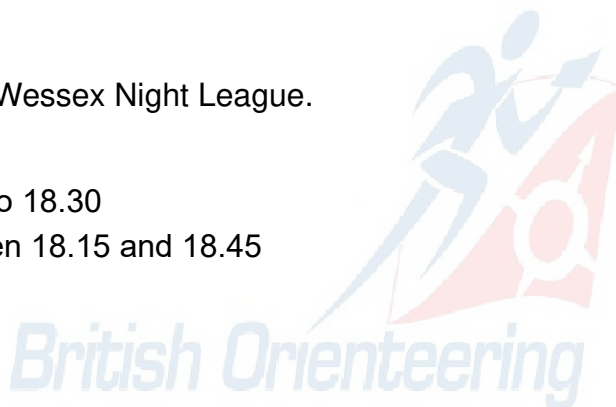 Wessex Night League.
o 18.30
en 18.15 and 18.45
British Orienteering